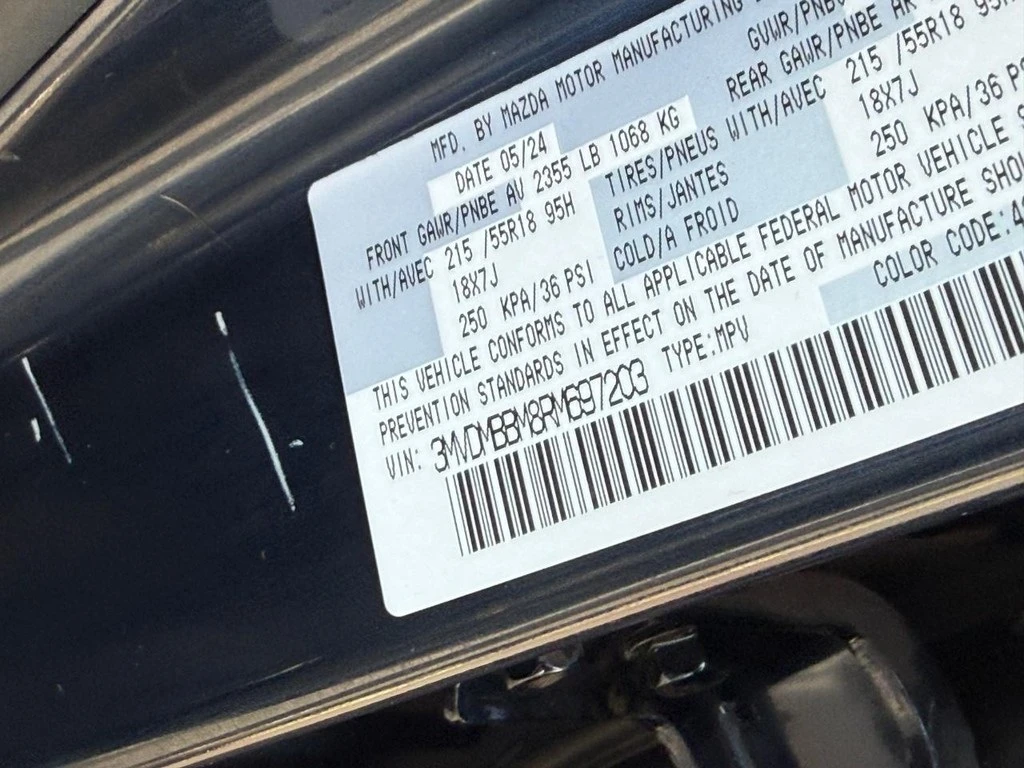 MFD. BY MAZDA MOTOR MANUFACTURING
DATE 05/24 GVWR/PNBV
FRONT GAWR/PNBE AV 2355 LB 1068 KG REAR GAWR/PNBE AR
WITH/AVEC 215 /55R18 95H TIRES/PNEUS WITH/AVEC 215 /55R18 95H
18X7J RIMS/JANTES 18X7J
250 KPA/36 PSI COLD/A FROID 250 KPA/36
THIS VEHICLE CONFORMS TO ALL APPLICABLE FEDERAL MOTOR VEHICLE
PREVENTION STANDARDS IN EFFECT ON THE DATE OF MANUFACTURE
VIN: 3MVDMBBM8RM697203 TYPE:MPV COLOR CODE:4